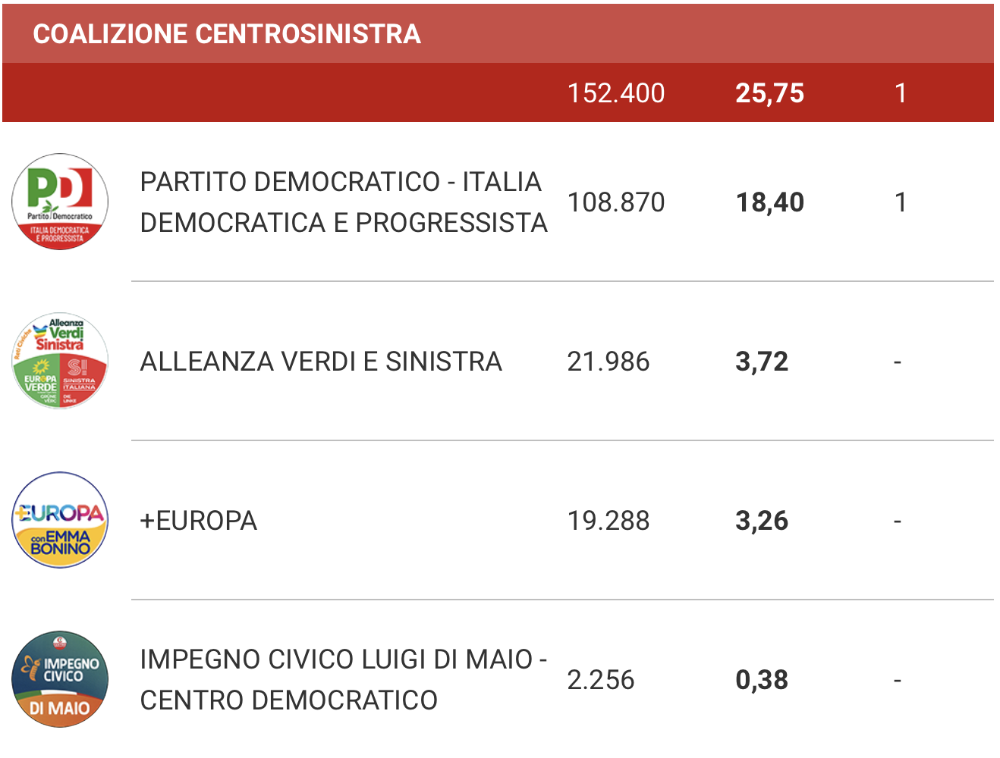 COALIZIONE CENTROSINISTRA
152.400 25,75 1
PD
Partito Democratico
ITALIA DEMOCRATICA
E PROGRESSISTA
PARTITO DEMOCRATICO - ITALIA
DEMOCRATICA E PROGRESSISTA
108.870 18,40 1
Reti Civiche
Alleanza
Verdi
Sinistra
EUROPA
VERDE
GRÜNE
VERC
SI
SINISTRA
ITALIANA
DIE
LINKE
ALLEANZA VERDI E SINISTRA 21.986 3,72 -
+EUROPA
con EMMA
BONINO
+EUROPA 19.288 3,26 -
IMPEGNO
CIVICO
DI MAIO
IMPEGNO CIVICO LUIGI DI MAIO -
CENTRO DEMOCRATICO
2.256 0,38 -